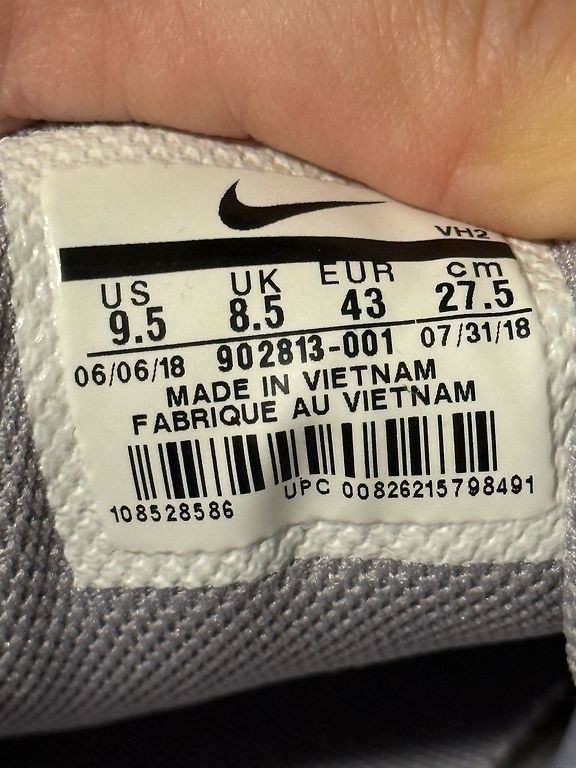 VH2
US UK EUR cm
9.5 8.5 43 27.5
06/06/18 902813-001 07/31/18
MADE IN VIETNAM
FABRIQUE AU VIETNAM
108528586 UPC 00826215798491